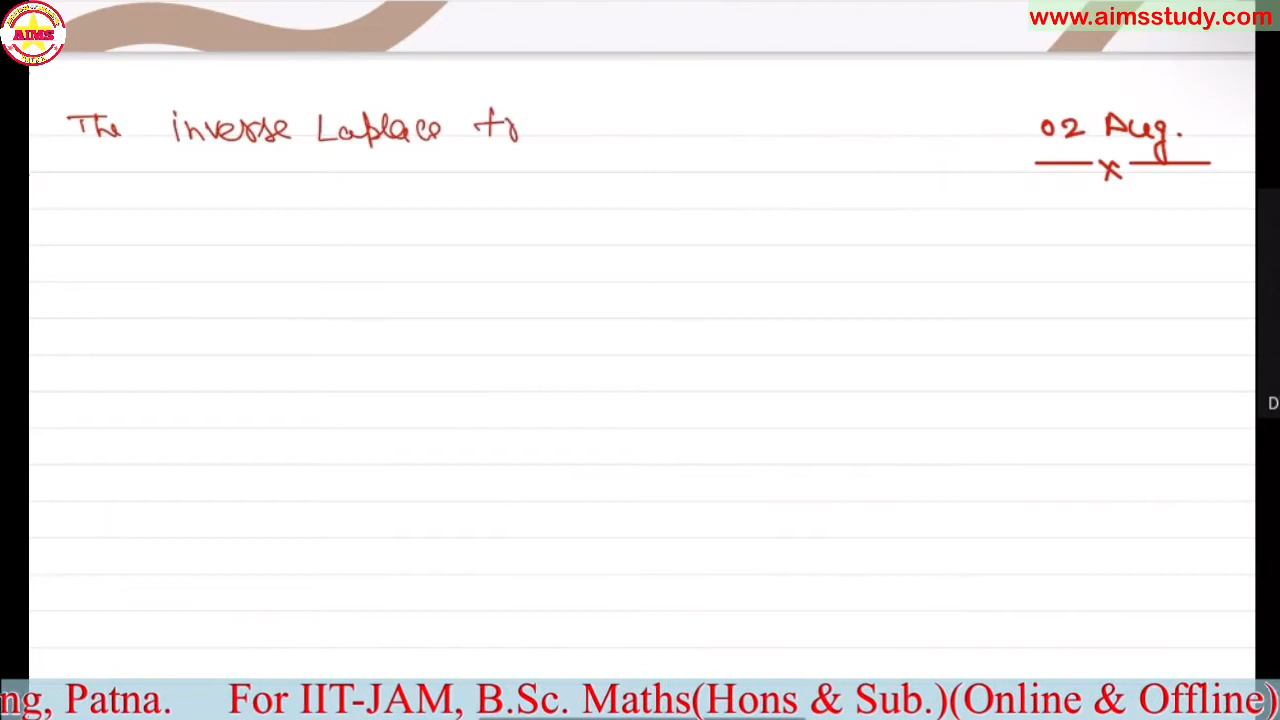 AIMS
www.aimsstudy.com
The inverse Laplace tr
02 Aug.
x
D
ng, Patna. For IIT-JAM, B.Sc. Maths(Hons & Sub.)(Online & Offline)